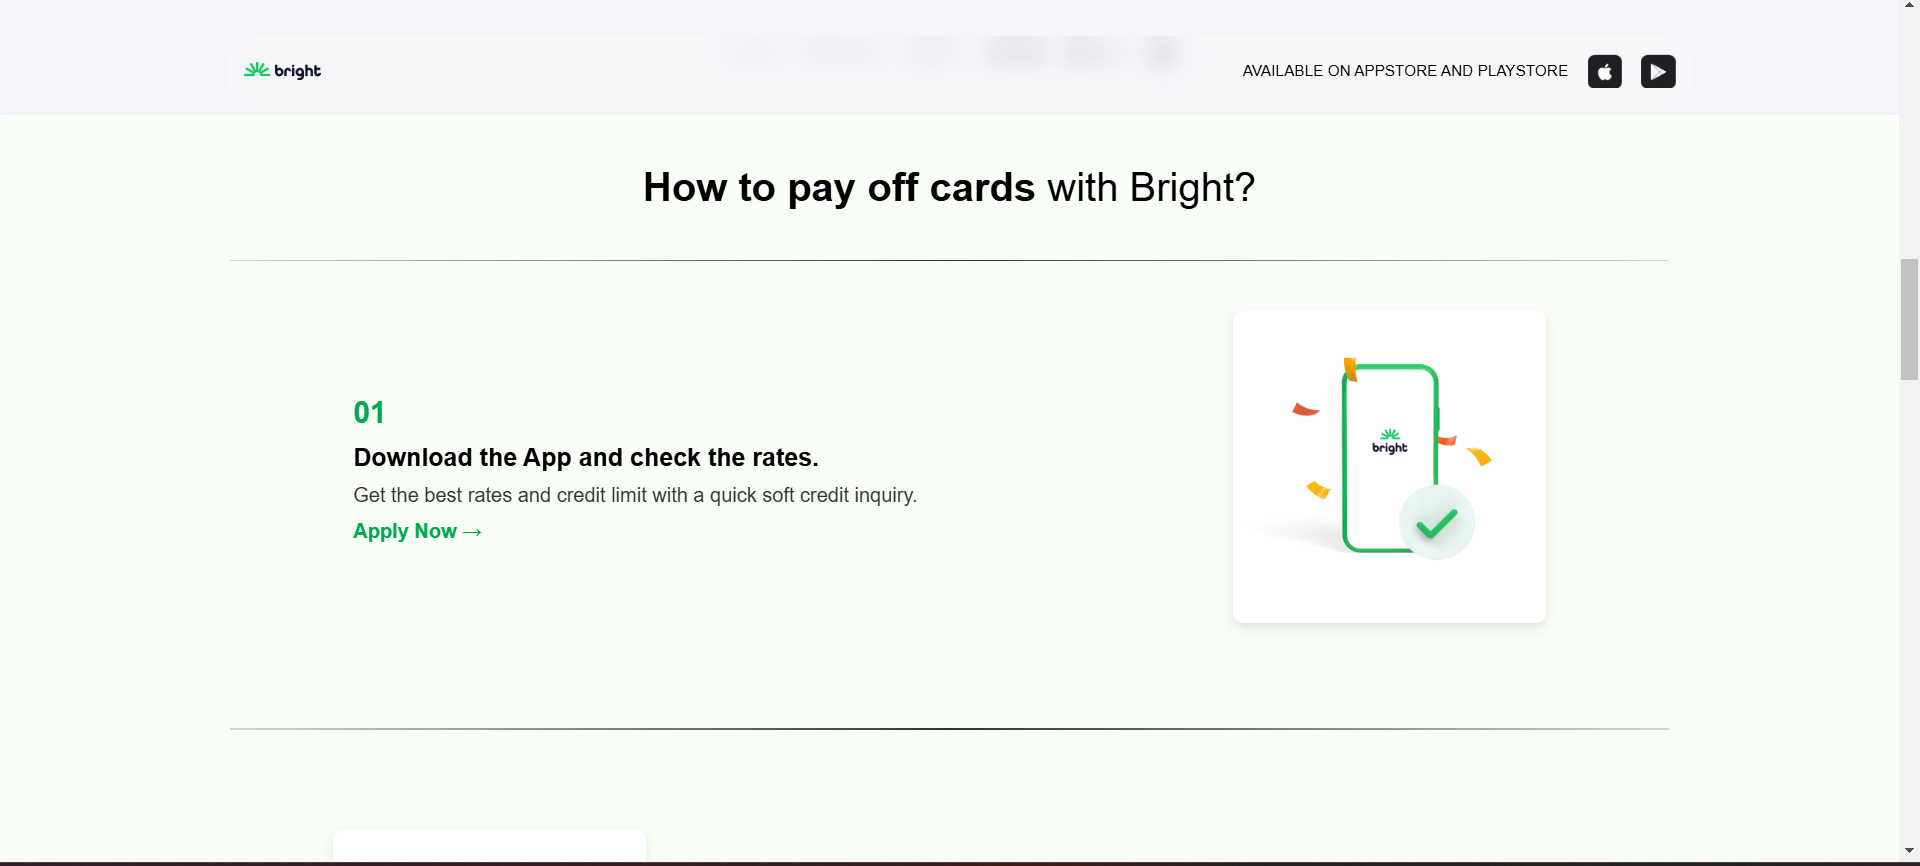 bright
AVAILABLE ON APPSTORE AND PLAYSTORE
How to pay off cards with Bright?
01
Download the App and check the rates.
Get the best rates and credit limit with a quick soft credit inquiry.
Apply Now →
bright